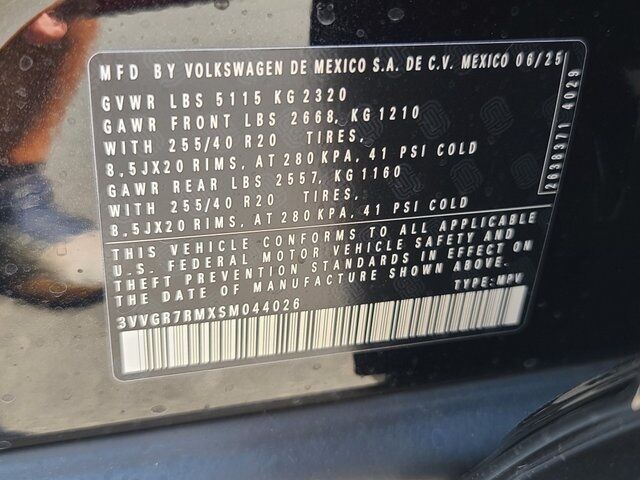 MFD BY VOLKSWAGEN DE MEXICO S.A. DE C.V. MEXICO 06/25
GVWR LBS 5115 KG 2320
GAWR FRONT LBS 2668, KG 1210
WITH 255/40 R20 TIRES,
8,5JX20 RIMS, AT 280 KPA, 41 PSI COLD
GAWR REAR LBS 2557, KG 1160
WITH 255/40 R20 TIRES,
8,5JX20 RIMS, AT 280 KPA, 41 PSI COLD
THIS VEHICLE CONFORMS TO ALL APPLICABLE
U.S. FEDERAL MOTOR VEHICLE SAFETY AND
THEFT PREVENTION STANDARDS IN EFFECT ON
THE DATE OF MANUFACTURE SHOWN ABOVE.
TYPE: MPV
3VVGR7RMXSM044026
2038371 4029